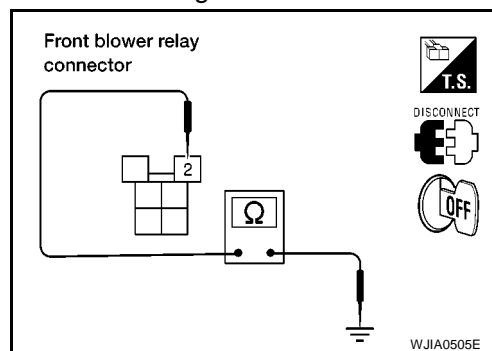 Front blower relay
connector
T.S.
DISCONNECT
2
Ω
OFF
WJIA0505E